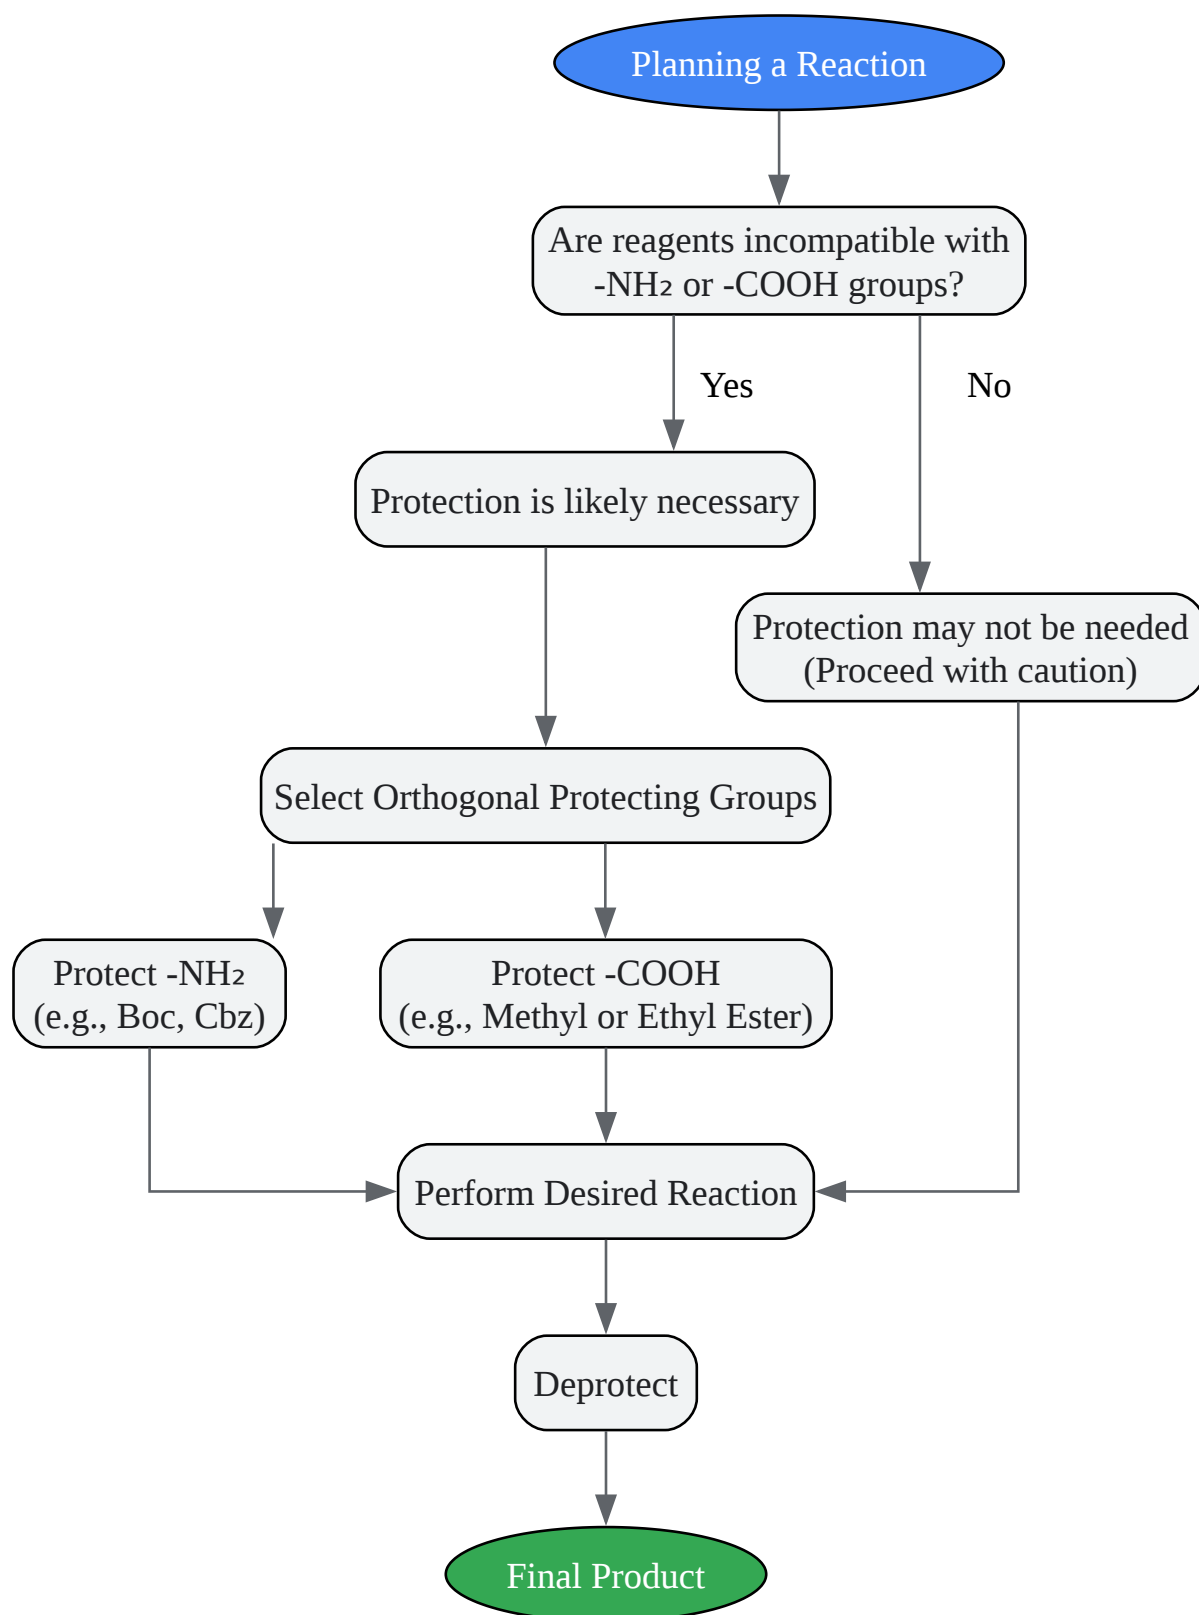 Planning a Reaction
Are reagents incompatible with
-NH₂ or -COOH groups?
Yes
No
Protection is likely necessary
Protection may not be needed
(Proceed with caution)
Select Orthogonal Protecting Groups
Protect -NH₂
(e.g., Boc, Cbz)
Protect -COOH
(e.g., Methyl or Ethyl Ester)
Perform Desired Reaction
Deprotect
Final Product